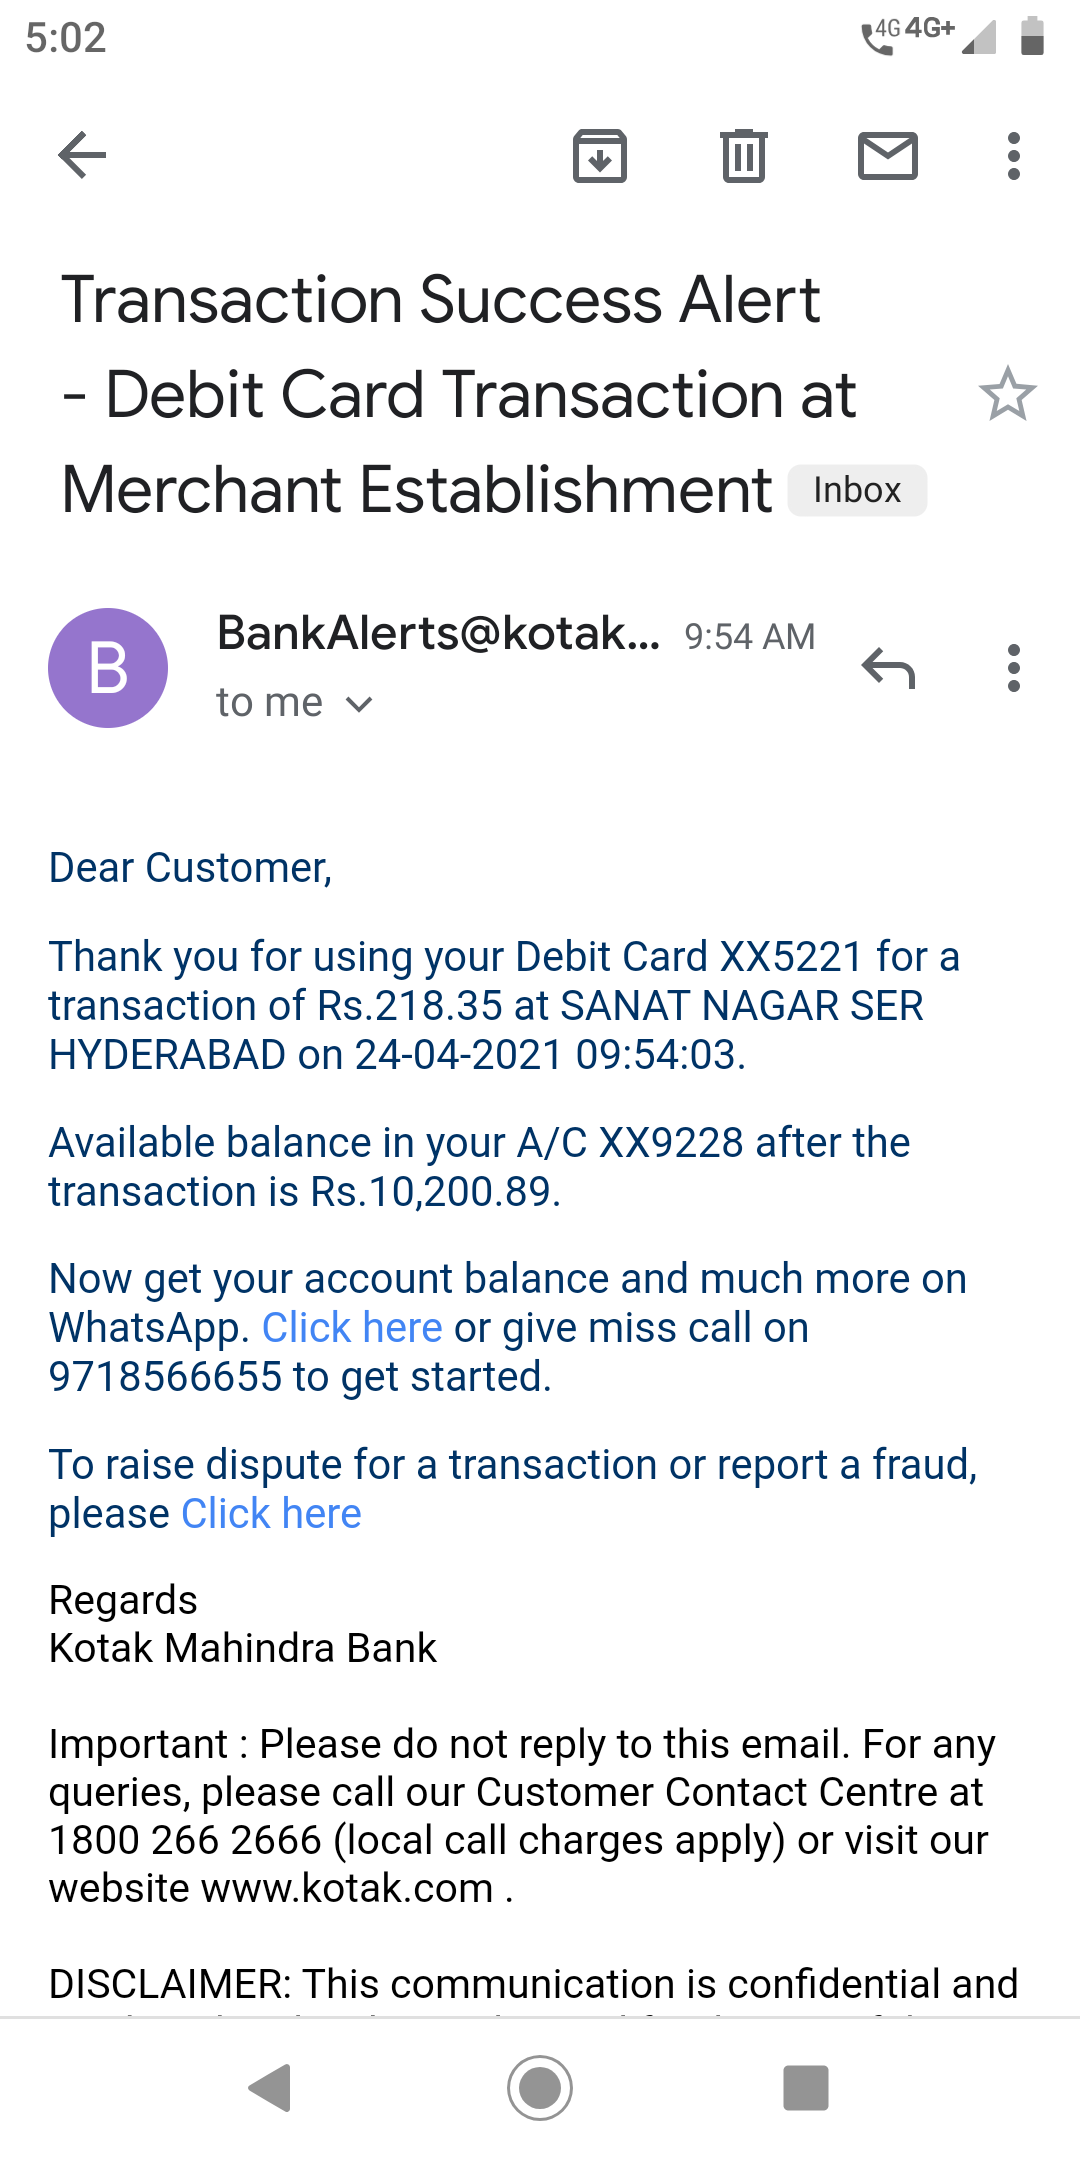 5:02
4G 4G+
Transaction Success Alert
- Debit Card Transaction at
Merchant Establishment Inbox
B
BankAlerts@kotak... 9:54 AM
to me
Dear Customer,
Thank you for using your Debit Card XX5221 for a
transaction of Rs.218.35 at SANAT NAGAR SER
HYDERABAD on 24-04-2021 09:54:03.
Available balance in your A/C XX9228 after the
transaction is Rs.10,200.89.
Now get your account balance and much more on
WhatsApp. Click here or give miss call on
9718566655 to get started.
To raise dispute for a transaction or report a fraud,
please Click here
Regards
Kotak Mahindra Bank
Important : Please do not reply to this email. For any
queries, please call our Customer Contact Centre at
1800 266 2666 (local call charges apply) or visit our
website www.kotak.com .
DISCLAIMER: This communication is confidential and